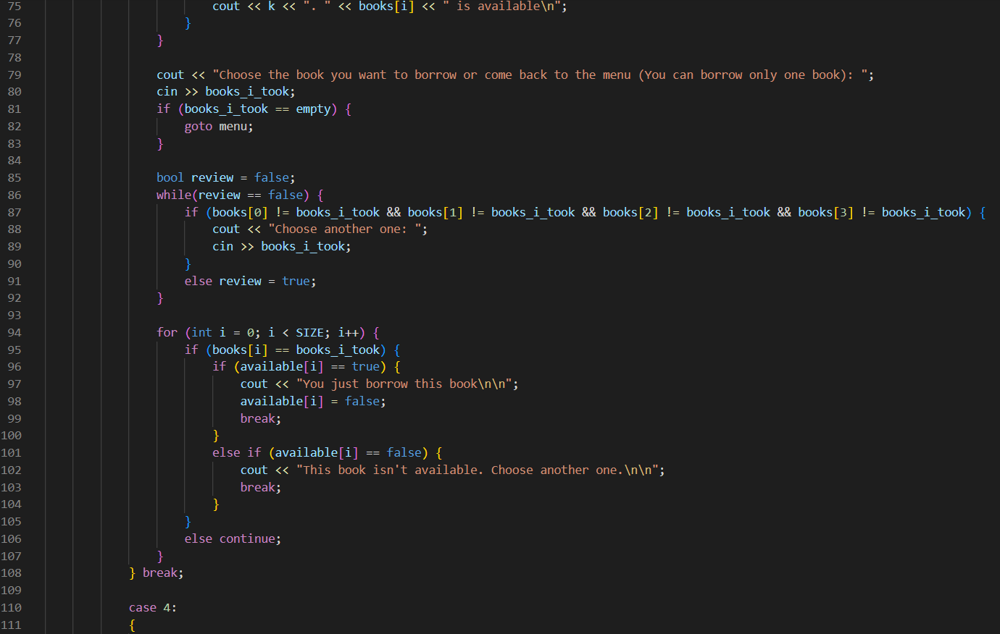 75 cout << k << ". " << books[i] << " is available\n";
76 }
77 }
78
79 cout << "Choose the book you want to borrow or come back to the menu (You can borrow only one book): ";
80 cin >> books_i_took;
81 if (books_i_took == empty) {
82 goto menu;
83 }
84
85 bool review = false;
86 while(review == false) {
87 if (books[0] != books_i_took && books[1] != books_i_took && books[2] != books_i_took && books[3] != books_i_took) {
88 cout << "Choose another one: ";
89 cin >> books_i_took;
90 }
91 else review = true;
92 }
93
94 for (int i = 0; i < SIZE; i++) {
95 if (books[i] == books_i_took) {
96 if (available[i] == true) {
97 cout << "You just borrow this book\n\n";
98 available[i] = false;
99 break;
100 }
101 else if (available[i] == false) {
102 cout << "This book isn't available. Choose another one.\n\n";
103 break;
104 }
105 }
106 else continue;
107 }
108 } break;
109
110 case 4:
111 {